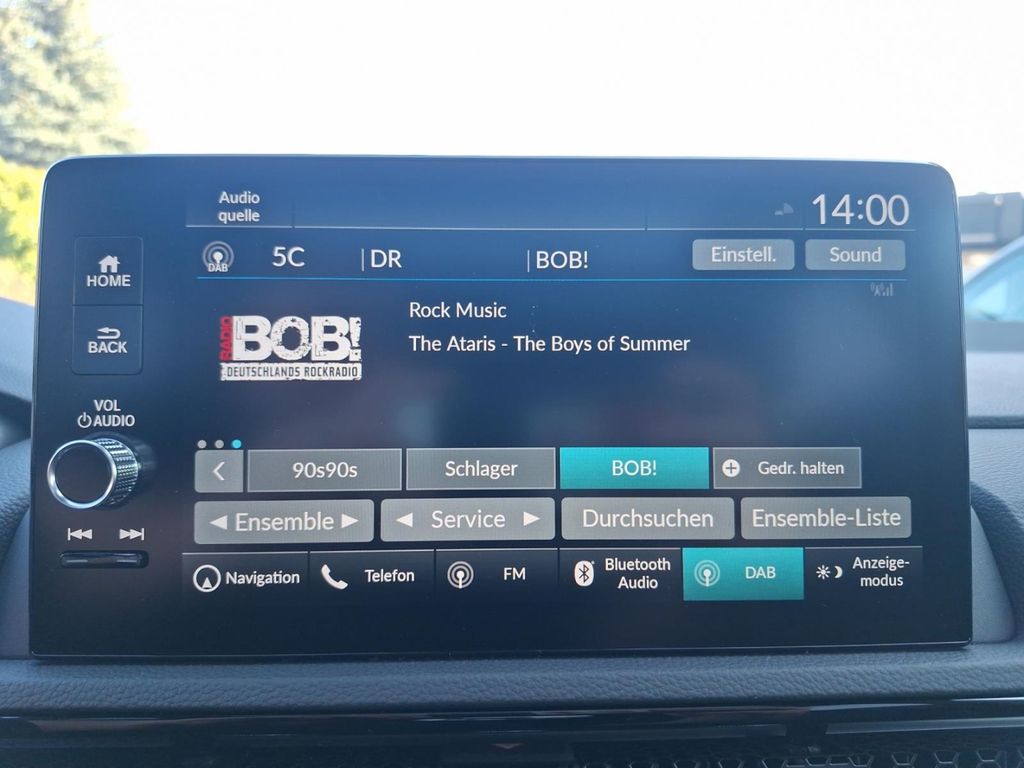 Audio
quelle
14:00
HOME
BACK
VOL
AUDIO
DAB
5C
DR
BOB!
Einstell.
Sound
RADIO
BOB!
DEUTSCHLANDS ROCKRADIO
Rock Music
The Ataris - The Boys of Summer
90s90s
Schlager
BOB!
Gedr. halten
Ensemble
Service
Durchsuchen
Ensemble-Liste
Navigation
Telefon
FM
Bluetooth
Audio
DAB
Anzeige-
modus